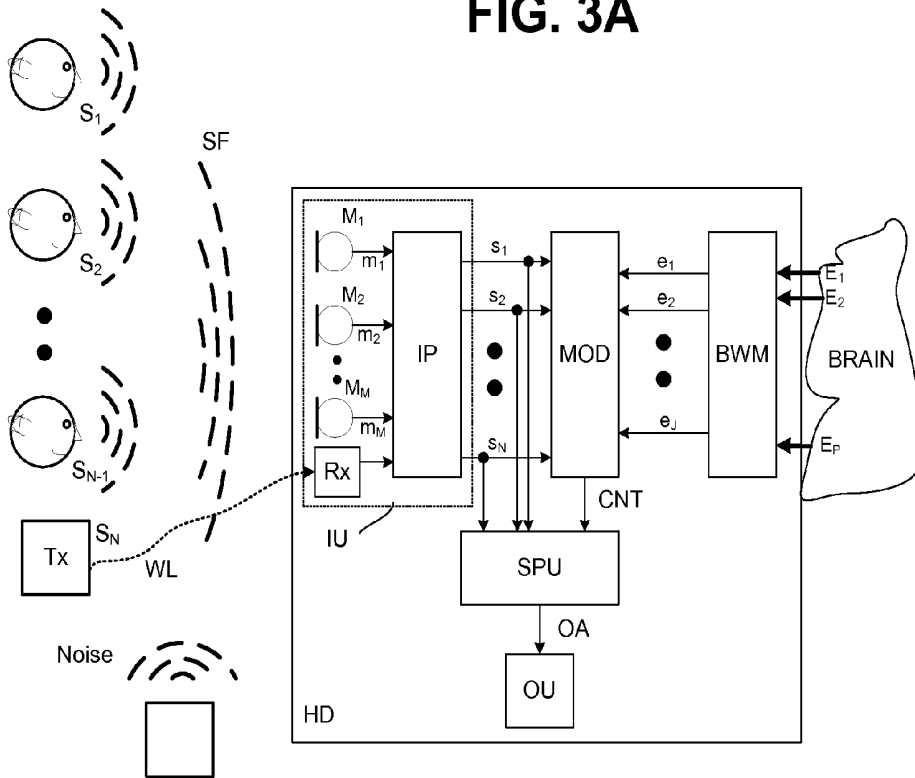 FIG. 3A
S1
SF
S2
SN-1
SN
Tx
WL
Noise
M1
m1
M2
m2
MM
mM
Rx
IU
IP
s1
s2
sN
MOD
CNT
e1
e2
eJ
BWM
E1
E2
EP
BRAIN
SPU
OA
OU
HD